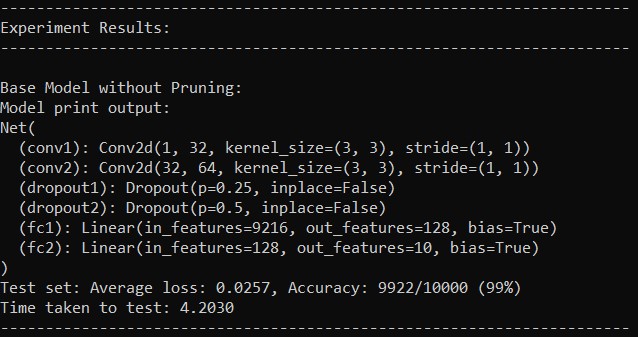 ---------------------------------------------------------------------
Experiment Results:
---------------------------------------------------------------------
Base Model without Pruning:
Model print output:
Net(
  (conv1): Conv2d(1, 32, kernel_size=(3, 3), stride=(1, 1))
  (conv2): Conv2d(32, 64, kernel_size=(3, 3), stride=(1, 1))
  (dropout1): Dropout(p=0.25, inplace=False)
  (dropout2): Dropout(p=0.5, inplace=False)
  (fc1): Linear(in_features=9216, out_features=128, bias=True)
  (fc2): Linear(in_features=128, out_features=10, bias=True)
)
Test set: Average loss: 0.0257, Accuracy: 9922/10000 (99%)
Time taken to test: 4.2030
---------------------------------------------------------------------